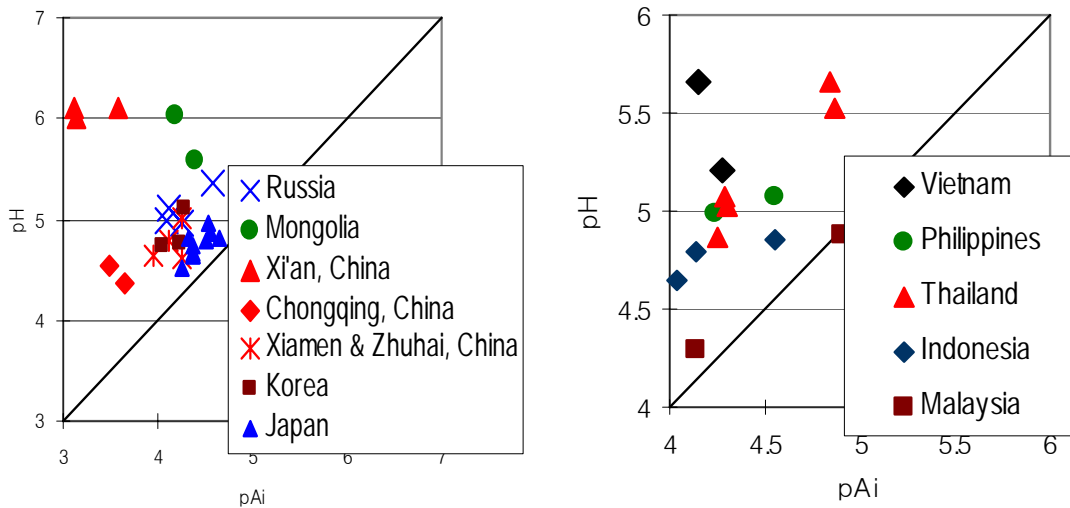 7
6
5
4
3
pH
3
4
5
6
7
pAi
Russia
Mongolia
Xi'an, China
Chongqing, China
Xiamen & Zhuhai, China
Korea
Japan
6
5.5
5
4.5
4
pH
4
4.5
5
5.5
6
pAi
Vietnam
Philippines
Thailand
Indonesia
Malaysia